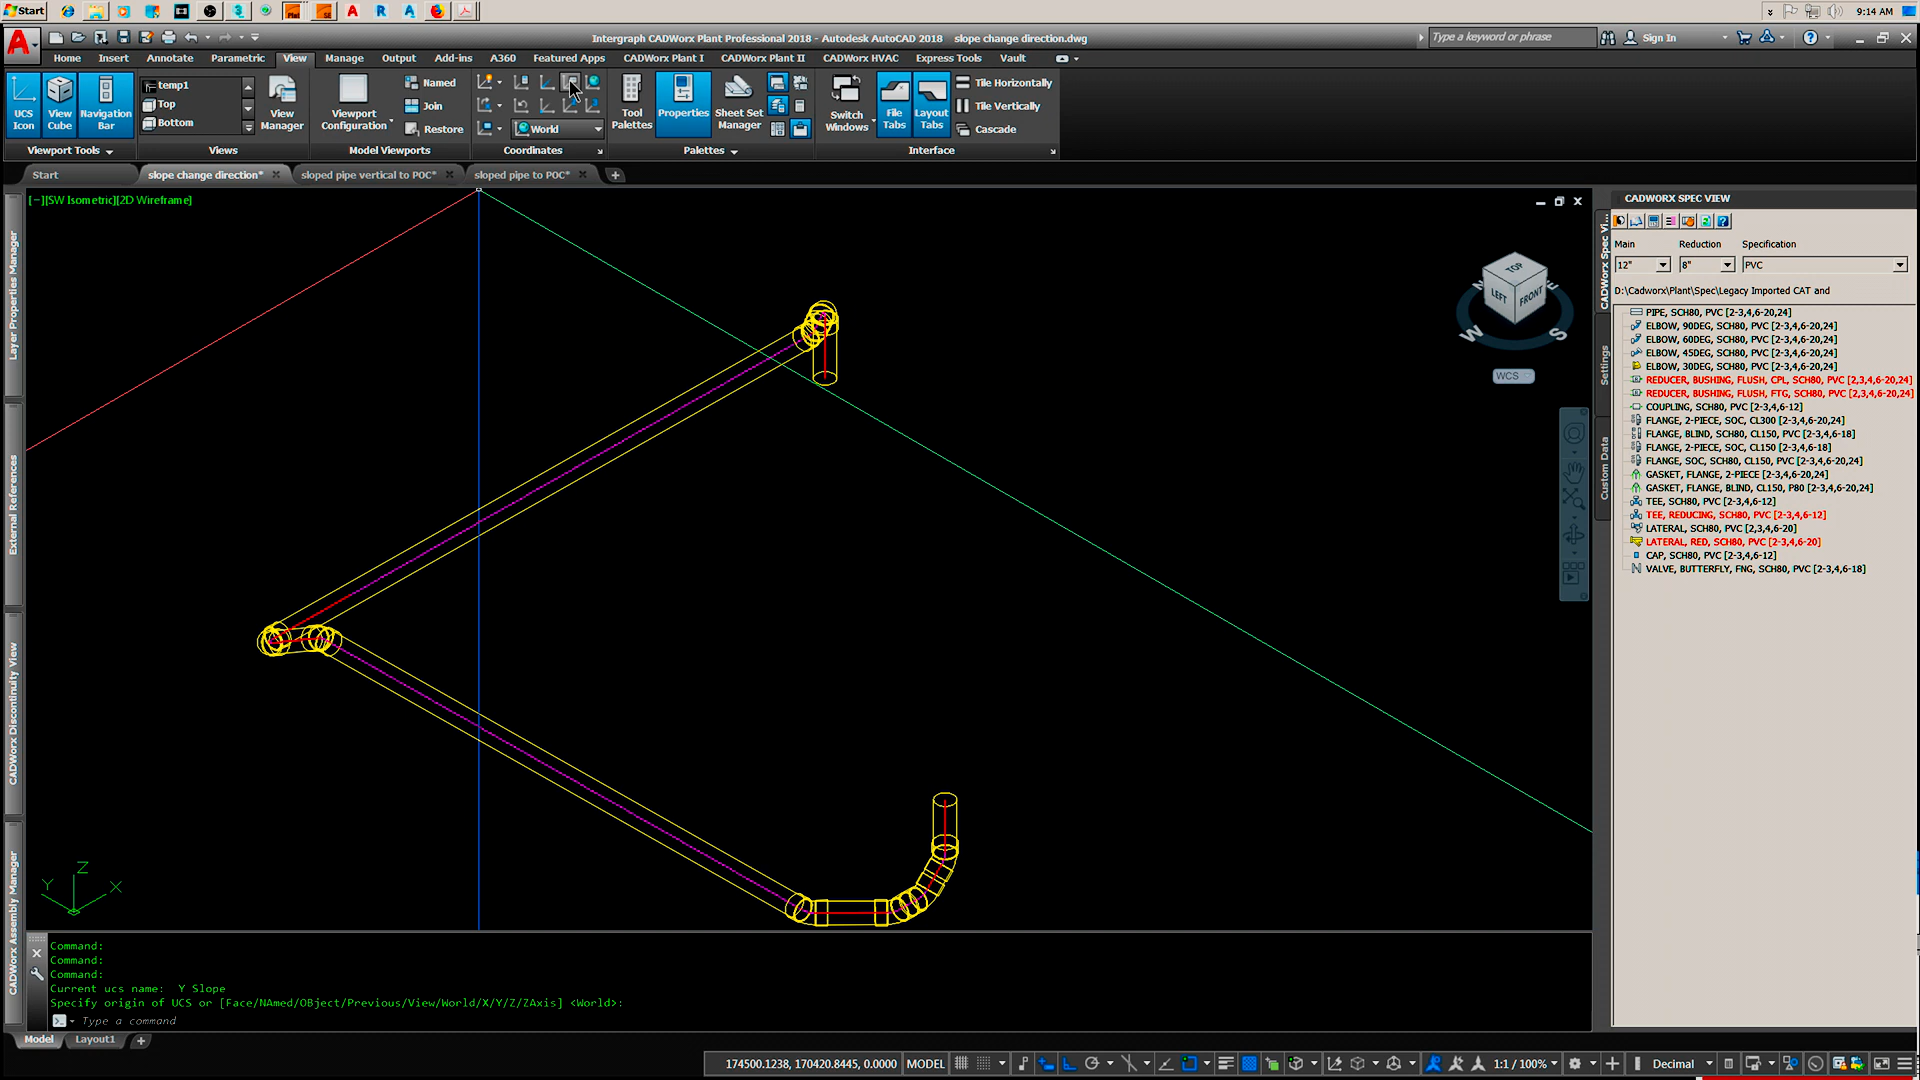 Start
9:14 AM
Intergraph CADWorx Plant Professional 2018 - Autodesk AutoCAD 2018   slope change direction.dwg
Type a keyword or phrase
Sign In
Home Insert Annotate Parametric View Manage Output Add-ins A360 Featured Apps CADWorx Plant I CADWorx Plant II CADWorx HVAC Express Tools Vault
UCS Icon
View Cube
Navigation Bar
temp1
Top
Bottom
View Manager
Viewport Configuration
Named
Join
Restore
World
Tool Palettes
Properties
Sheet Set Manager
Switch Windows
File Tabs
Layout Tabs
Tile Horizontally
Tile Vertically
Cascade
Viewport Tools
Views
Model Viewports
Coordinates
Palettes
Interface
Start
slope change direction*
sloped pipe vertical to POC*
sloped pipe to POC*
[−][SW Isometric][2D Wireframe]
TOP
LEFT
FRONT
W
S
N
E
WCS
Layer Properties Manager
External References
CADWorx Discontinuity View
CADWorx Assembly Manager
Z
Y
X
CADWorx Spec Vi...
Settings
Custom Data
CADWORX SPEC VIEW
Main Reduction Specification
12" 8" PVC
D:\Cadworx\Plant\Spec\Legacy Imported CAT and
PIPE, SCH80, PVC [2-3,4,6-20,24]
ELBOW, 90DEG, SCH80, PVC [2-3,4,6-20,24]
ELBOW, 60DEG, SCH80, PVC [2-3,4,6-20,24]
ELBOW, 45DEG, SCH80, PVC [2-3,4,6-20,24]
ELBOW, 30DEG, SCH80, PVC [2-3,4,6-20,24]
REDUCER, BUSHING, FLUSH, CPL, SCH80, PVC [2,3,4,6-20,24]
REDUCER, BUSHING, FLUSH, FTG, SCH80, PVC [2,3,4,6-20,24]
COUPLING, SCH80, PVC [2-3,4,6-12]
FLANGE, 2-PIECE, SOC, CL300 [2-3,4,6-20,24]
FLANGE, BLIND, SCH80, CL150, PVC [2-3,4,6-18]
FLANGE, 2-PIECE, SOC, CL150 [2-3,4,6-18]
FLANGE, SOC, SCH80, CL150, PVC [2-3,4,6-20,24]
GASKET, FLANGE, 2-PIECE [2-3,4,6-20,24]
GASKET, FLANGE, BLIND, CL150, P80 [2-3,4,6-20,24]
TEE, SCH80, PVC [2-3,4,6-12]
TEE, REDUCING, SCH80, PVC [2-3,4,6-12]
LATERAL, SCH80, PVC [2,3,4,6-20]
LATERAL, RED, SCH80, PVC [2-3,4,6-20]
CAP, SCH80, PVC [2-3,4,6-12]
VALVE, BUTTERFLY, FNG, SCH80, PVC [2-3,4,6-18]
Command:
Command:
Command:
Current ucs name:  Y Slope
Specify origin of UCS or [Face/NAmed/OBject/Previous/View/World/X/Y/Z/ZAxis] <World>:
Type a command
Model Layout1
174500.1238, 170420.8445, 0.0000 MODEL 1:1 / 100% Decimal